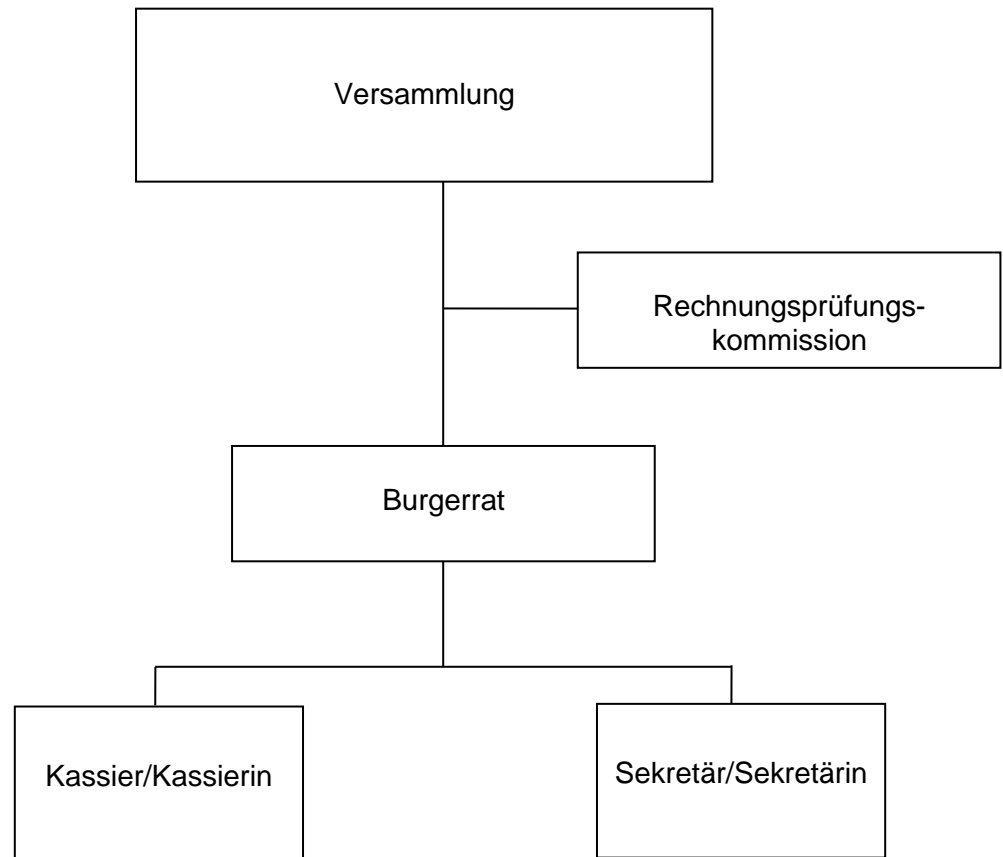 Versammlung
Rechnungsprüfungs-
kommission
Burgerrat
Kassier/Kassierin
Sekretär/Sekretärin